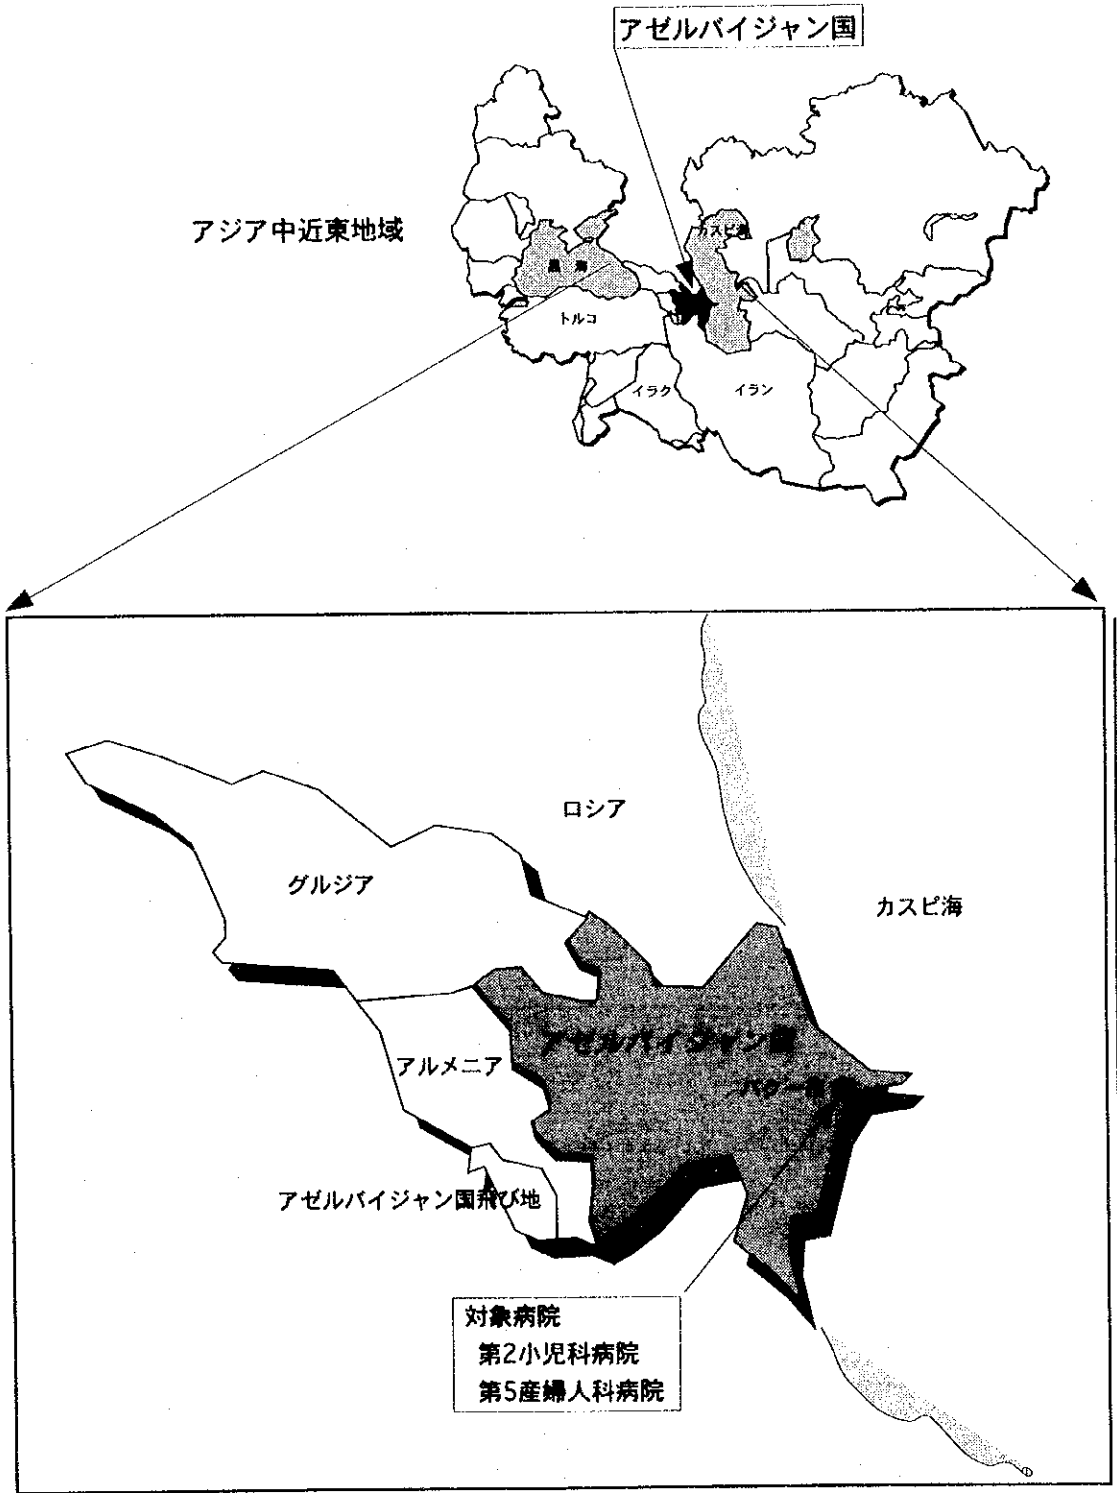 アゼルバイジャン国
アジア中近東地域
カスピ海
黒 海
トルコ
イラク
イラン
ロシア
グルジア
カスピ海
アゼルバイジャン国
バクー市
アルメニア
アゼルバイジャン国飛び地
対象病院
第2小児科病院
第5産婦人科病院